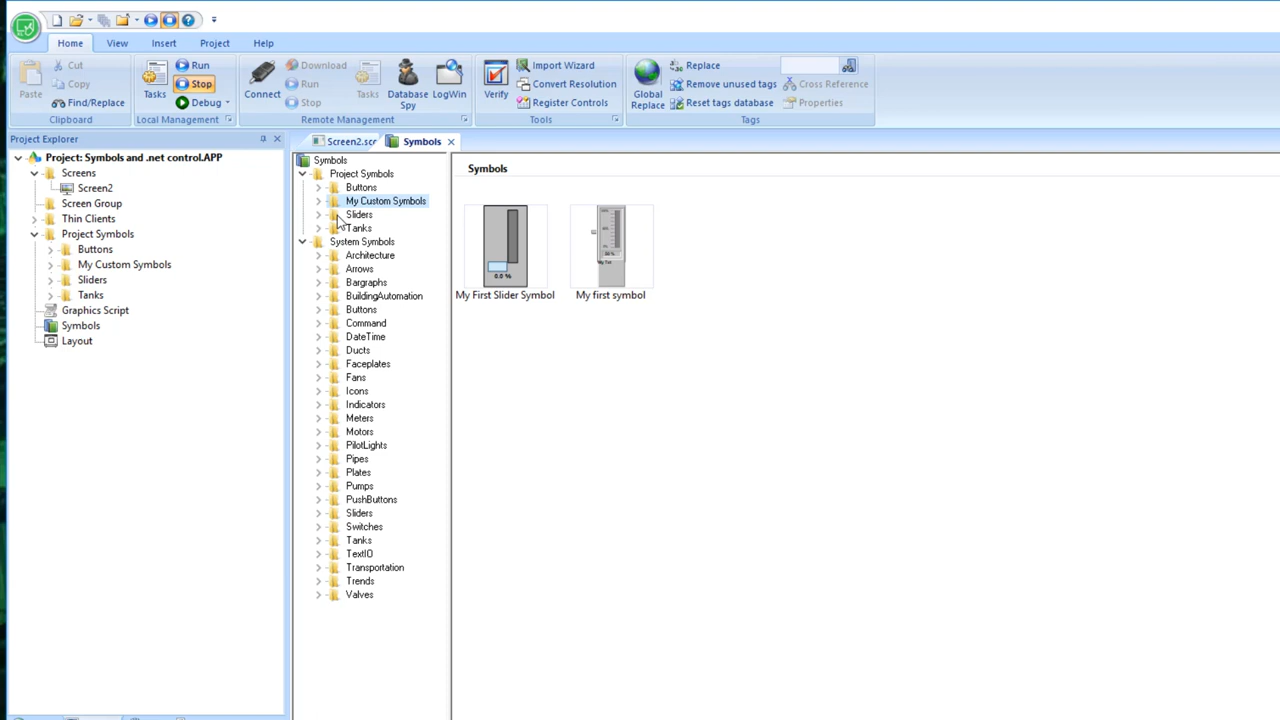 Home View Insert Project Help
Paste Cut Copy Find/Replace
Clipboard
Tasks Run Stop Debug
Local Management
Connect Download Run Stop Tasks Database Spy LogWin
Remote Management
Verify Import Wizard Convert Resolution Register Controls
Tools
Global Replace Replace Remove unused tags Reset tags database Cross Reference Properties
Tags
Project Explorer
Project: Symbols and .net control.APP
Screens
Screen2
Screen Group
Thin Clients
Project Symbols
Buttons
My Custom Symbols
Sliders
Tanks
Graphics Script
Symbols
Layout
Screen2.scr Symbols
Symbols
Project Symbols
Buttons
My Custom Symbols
Sliders
Tanks
System Symbols
Architecture
Arrows
Bargraphs
BuildingAutomation
Buttons
Command
DateTime
Ducts
Faceplates
Fans
Icons
Indicators
Meters
Motors
PilotLights
Pipes
Plates
Pumps
PushButtons
Sliders
Switches
Tanks
TextIO
Transportation
Trends
Valves
Symbols
0.0 %
My First Slider Symbol
My first symbol